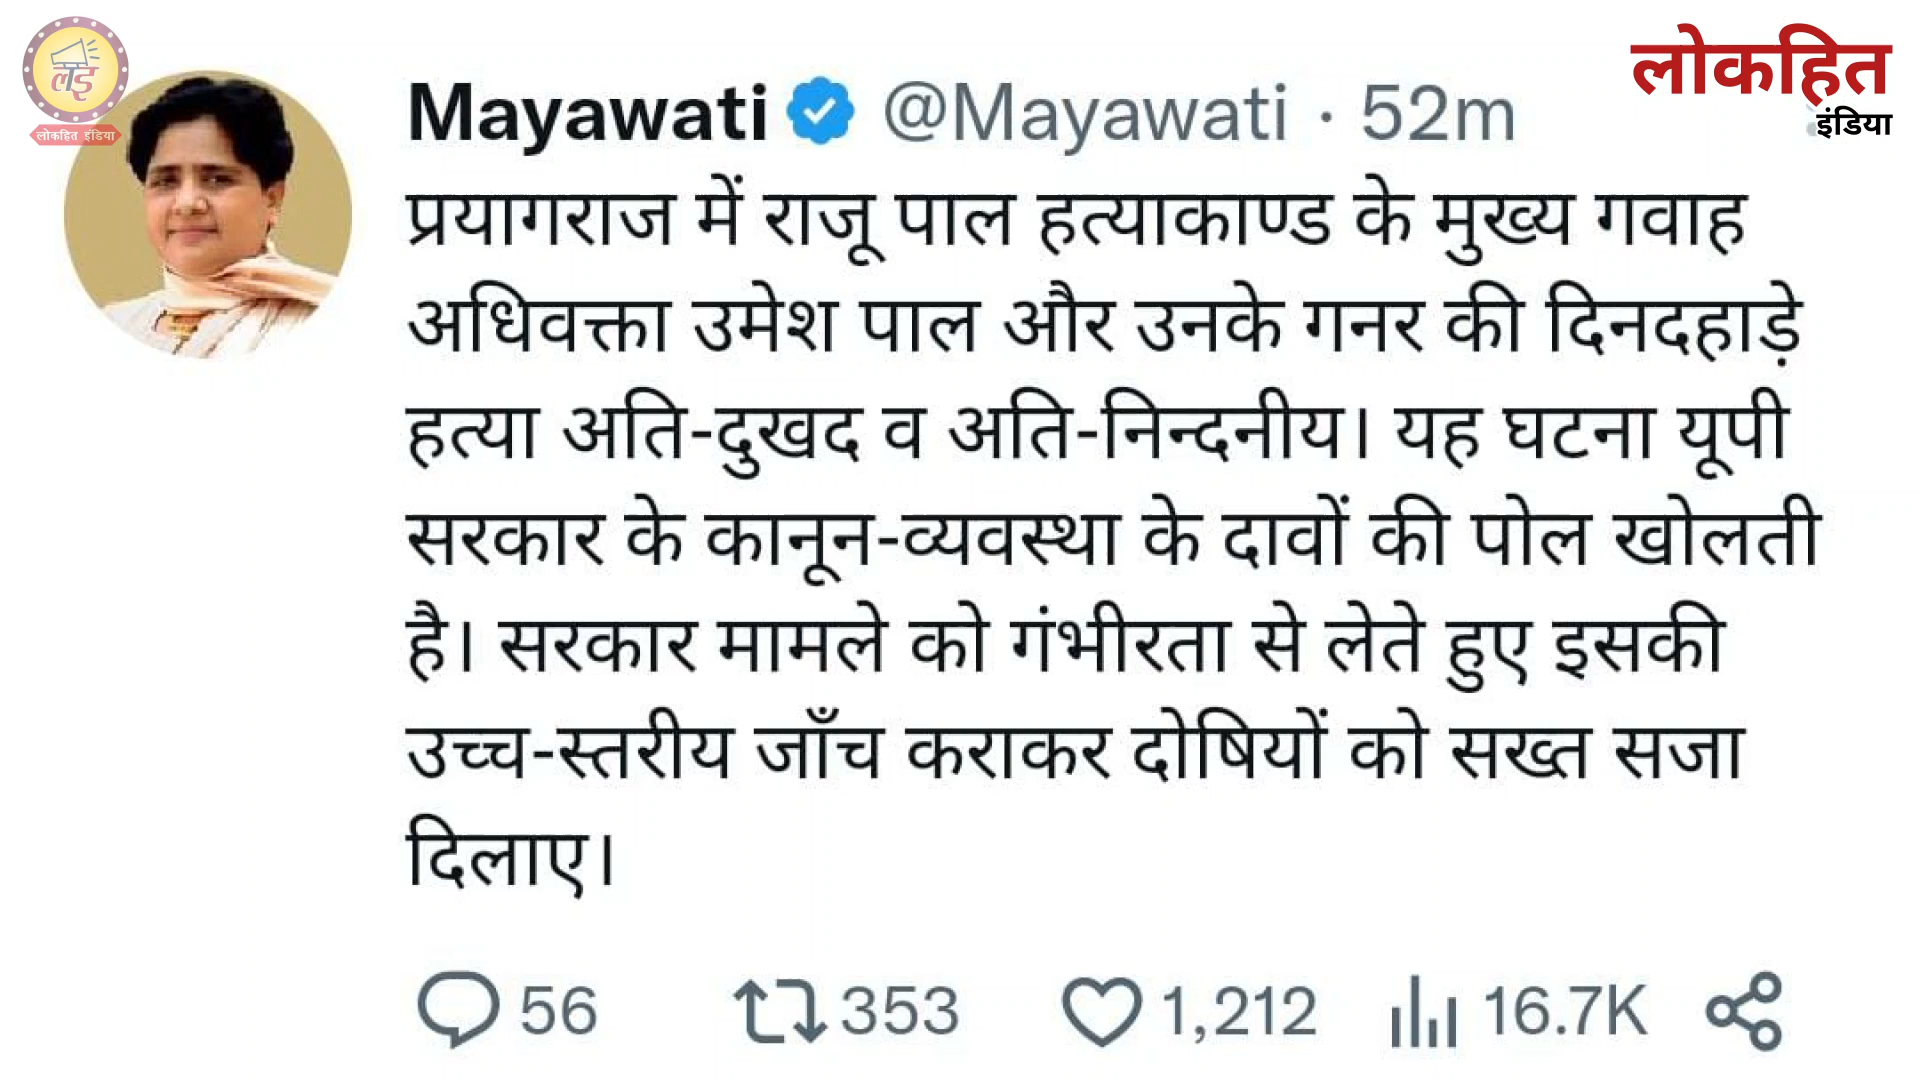 लोकहित
इंडिया
लइ
लोकहित इंडिया
Mayawati @Mayawati · 52m
प्रयागराज में राजू पाल हत्याकाण्ड के मुख्य गवाह
अधिवक्ता उमेश पाल और उनके गनर की दिनदहाड़े
हत्या अति-दुखद व अति-निन्दनीय। यह घटना यूपी
सरकार के कानून-व्यवस्था के दावों की पोल खोलती
है। सरकार मामले को गंभीरता से लेते हुए इसकी
उच्च-स्तरीय जाँच कराकर दोषियों को सख्त सजा
दिलाए।
56 353 1,212 16.7K